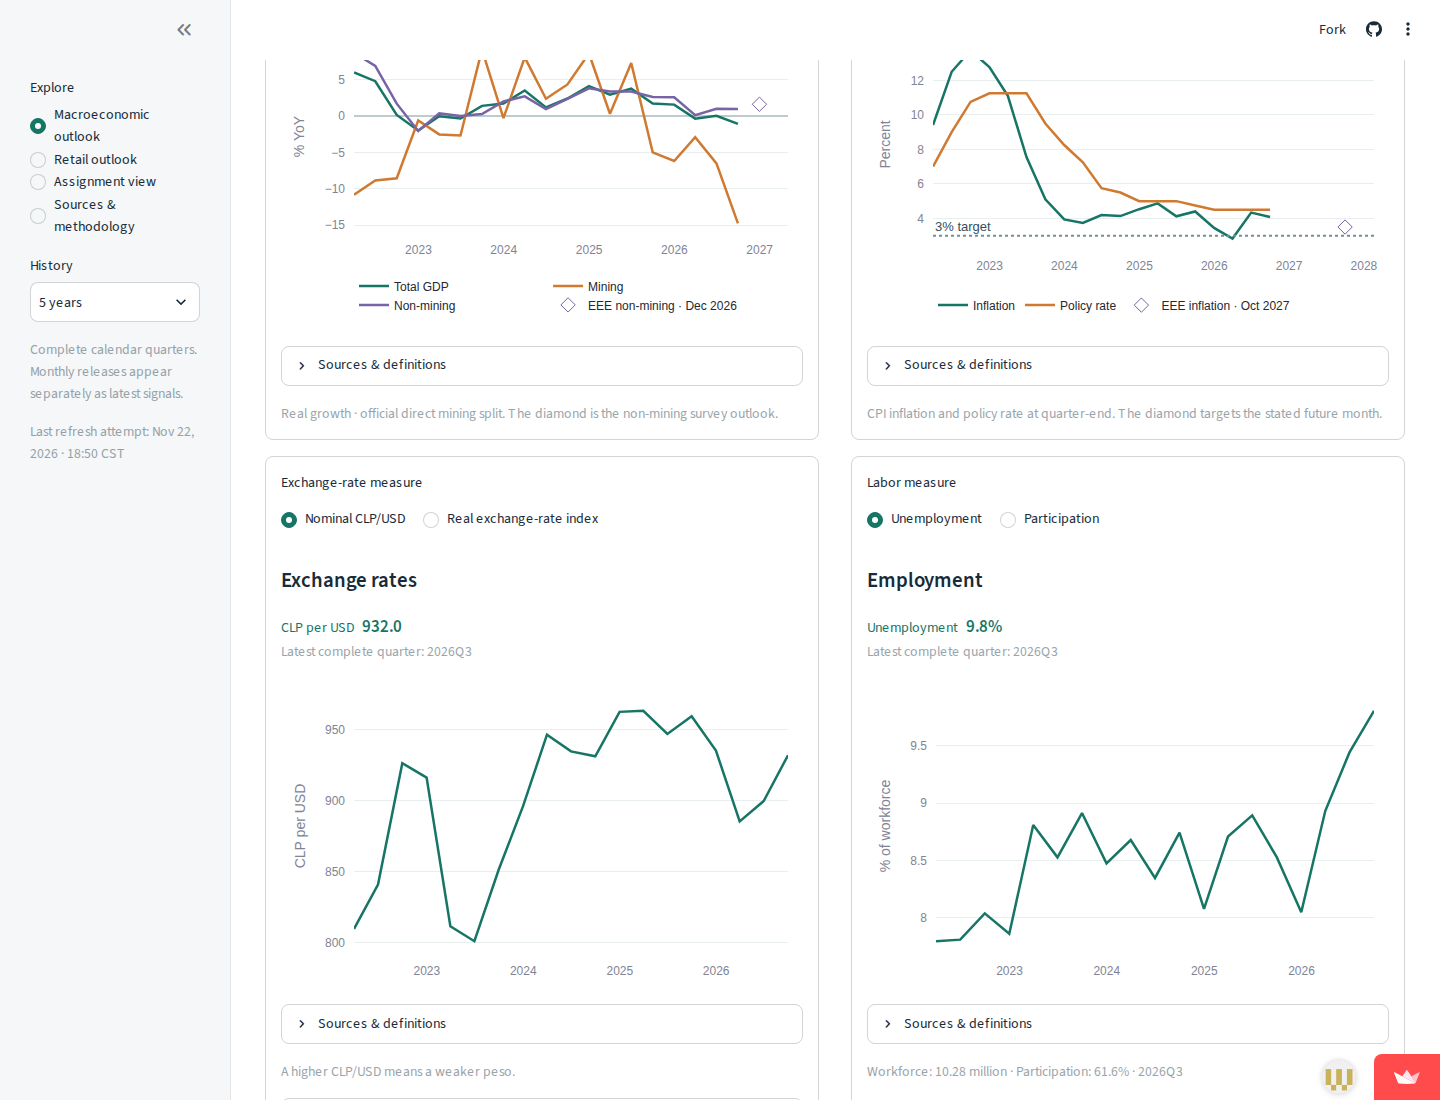 Fork
Explore
Macroeconomic
outlook
Retail outlook
Assignment view
Sources &
methodology
History
5 years
Complete calendar quarters.
Monthly releases appear
separately as latest signals.
Last refresh attempt: Nov 22,
2026 · 18:50 CST
% YoY
5
0
−5
−10
−15
2023 2024 2025 2026 2027
Total GDP Mining
Non-mining EEE non-mining · Dec 2026
Sources & definitions
Real growth · official direct mining split. The diamond is the non-mining survey outlook.
Percent
12
10
8
6
4
3% target
2023 2024 2025 2026 2027 2028
Inflation Policy rate EEE inflation · Oct 2027
Sources & definitions
CPI inflation and policy rate at quarter-end. The diamond targets the stated future month.
Exchange-rate measure
Nominal CLP/USD Real exchange-rate index
Exchange rates
CLP per USD 932.0
Latest complete quarter: 2026Q3
CLP per USD
950
900
850
800
2023 2024 2025 2026
Sources & definitions
A higher CLP/USD means a weaker peso.
Labor measure
Unemployment Participation
Employment
Unemployment 9.8%
Latest complete quarter: 2026Q3
% of workforce
9.5
9
8.5
8
2023 2024 2025 2026
Sources & definitions
Workforce: 10.28 million · Participation: 61.6% · 2026Q3